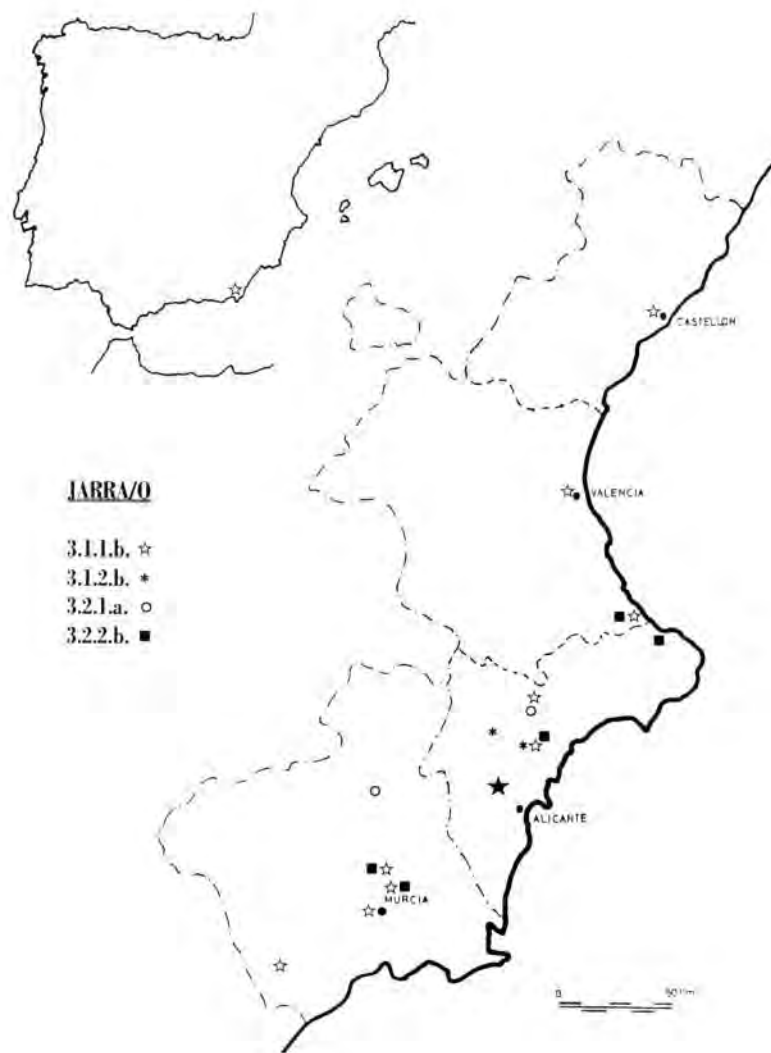 CASTELLON
VALENCIA
JARRA/O
3.1.1.b. ☆
3.1.2.b. *
3.2.1.a. ○
3.2.2.b. ■
ALICANTE
MURCIA
0